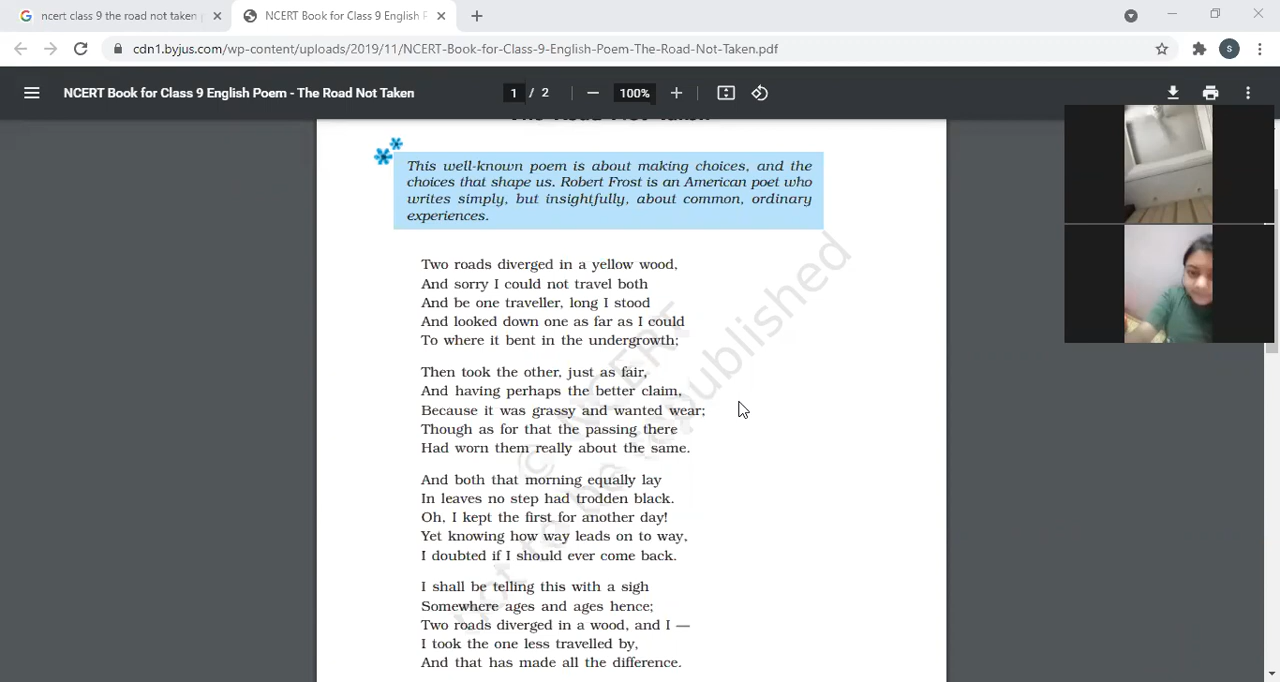 ncert class 9 the road not taken
NCERT Book for Class 9 English P
cdn1.byjus.com/wp-content/uploads/2019/11/NCERT-Book-for-Class-9-English-Poem-The-Road-Not-Taken.pdf
S
NCERT Book for Class 9 English Poem - The Road Not Taken
1 / 2
100%
The Road Not Taken
This well-known poem is about making choices, and the
choices that shape us. Robert Frost is an American poet who
writes simply, but insightfully, about common, ordinary
experiences.
Two roads diverged in a yellow wood,
And sorry I could not travel both
And be one traveller, long I stood
And looked down one as far as I could
To where it bent in the undergrowth;
Then took the other, just as fair,
And having perhaps the better claim,
Because it was grassy and wanted wear;
Though as for that the passing there
Had worn them really about the same.
And both that morning equally lay
In leaves no step had trodden black.
Oh, I kept the first for another day!
Yet knowing how way leads on to way,
I doubted if I should ever come back.
I shall be telling this with a sigh
Somewhere ages and ages hence;
Two roads diverged in a wood, and I —
I took the one less travelled by,
And that has made all the difference.
© NCERT
not to be republished